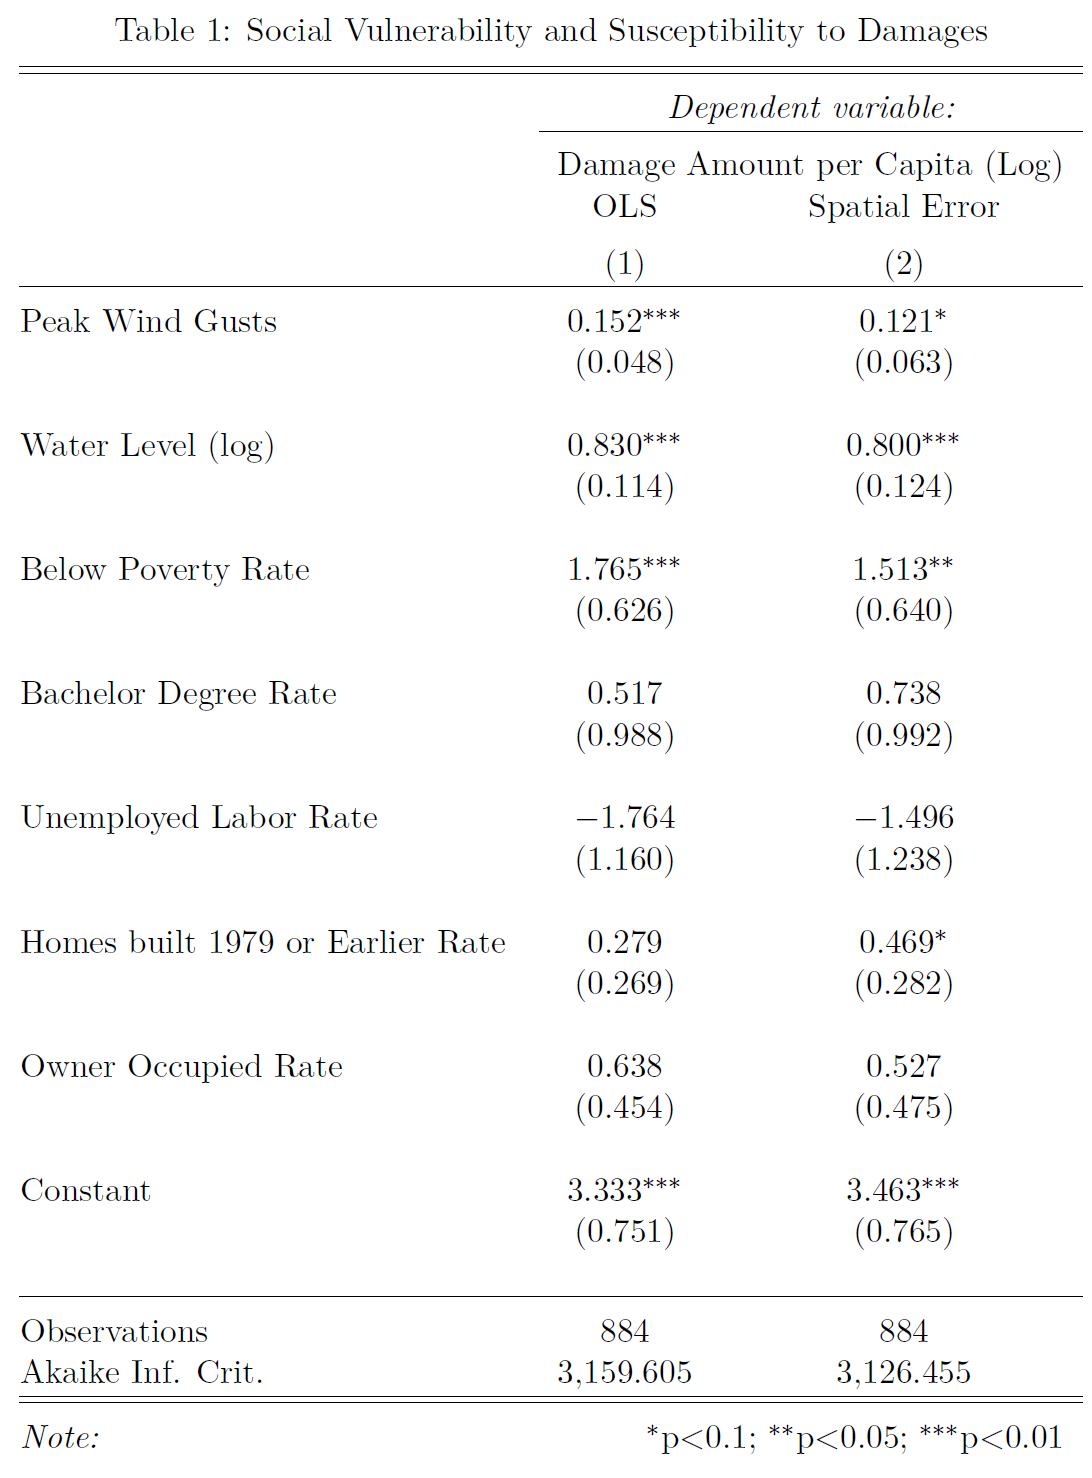 Table 1: Social Vulnerability and Susceptibility to Damages
Dependent variable:
Damage Amount per Capita (Log)
OLS Spatial Error
(1) (2)
Peak Wind Gusts 0.152*** 0.121*
(0.048) (0.063)
Water Level (log) 0.830*** 0.800***
(0.114) (0.124)
Below Poverty Rate 1.765*** 1.513**
(0.626) (0.640)
Bachelor Degree Rate 0.517 0.738
(0.988) (0.992)
Unemployed Labor Rate −1.764 −1.496
(1.160) (1.238)
Homes built 1979 or Earlier Rate 0.279 0.469*
(0.269) (0.282)
Owner Occupied Rate 0.638 0.527
(0.454) (0.475)
Constant 3.333*** 3.463***
(0.751) (0.765)
Observations 884 884
Akaike Inf. Crit. 3,159.605 3,126.455
Note: *p<0.1; **p<0.05; ***p<0.01